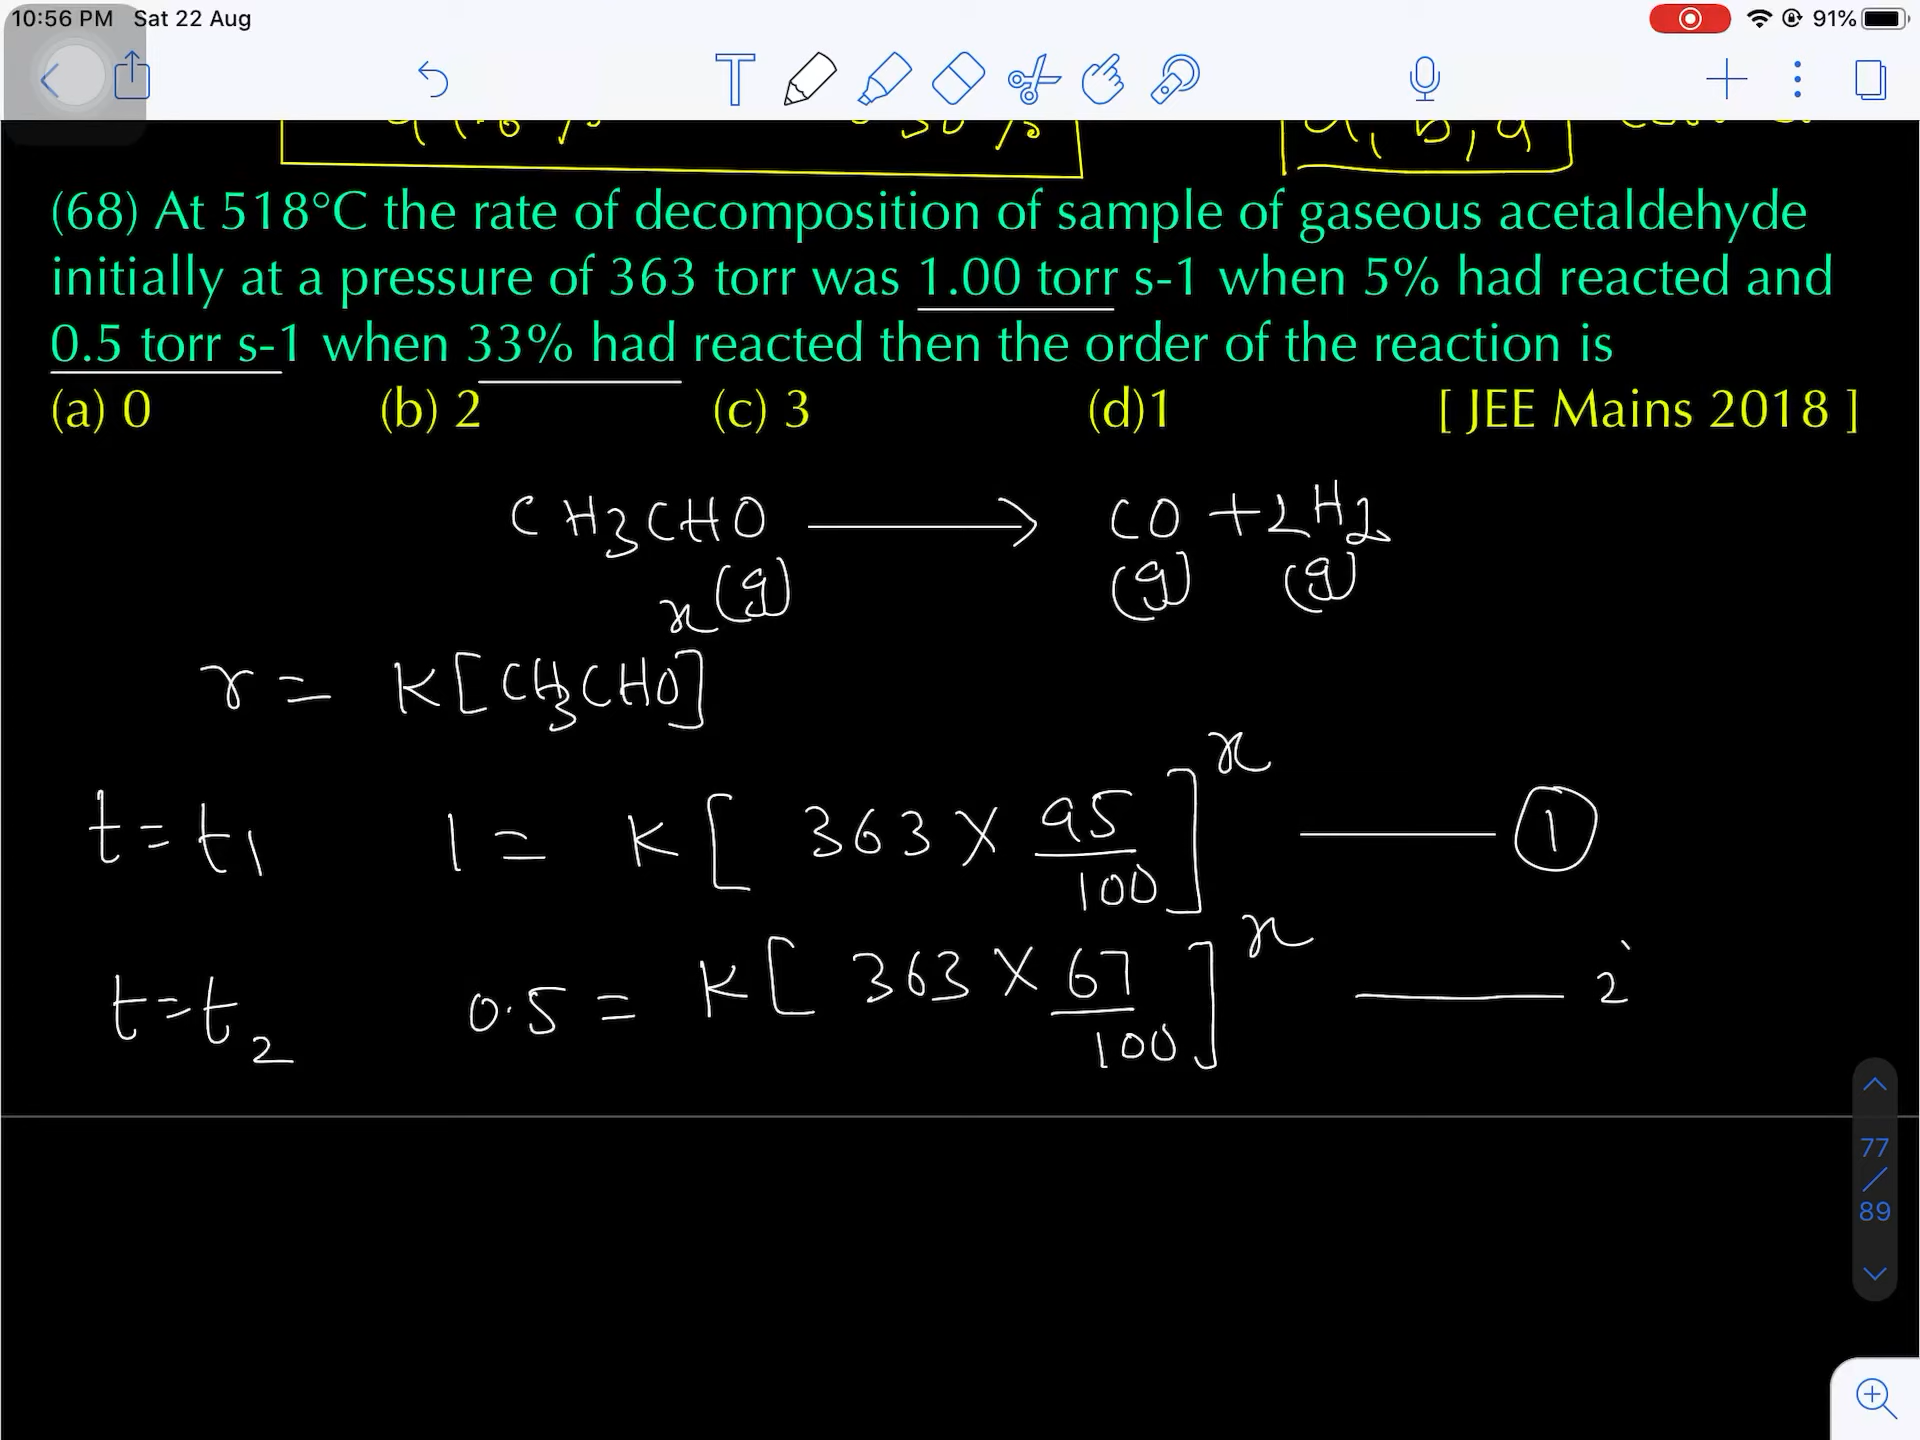 10:56 PM Sat 22 Aug
91%
T
(68) At 518°C the rate of decomposition of sample of gaseous acetaldehyde
initially at a pressure of 363 torr was 1.00 torr s-1 when 5% had reacted and
0.5 torr s-1 when 33% had reacted then the order of the reaction is
(a) 0 (b) 2 (c) 3 (d)1 [ JEE Mains 2018 ]
CH3CHO → CO + 2H2
x (g) (g) (g)
r = K[CH3CHO]
t = t1 1 = K[ 363 × 95/100 ]^x — 1
t = t2 0.5 = K[ 363 × 67/100 ]^x — 2
77
/
89